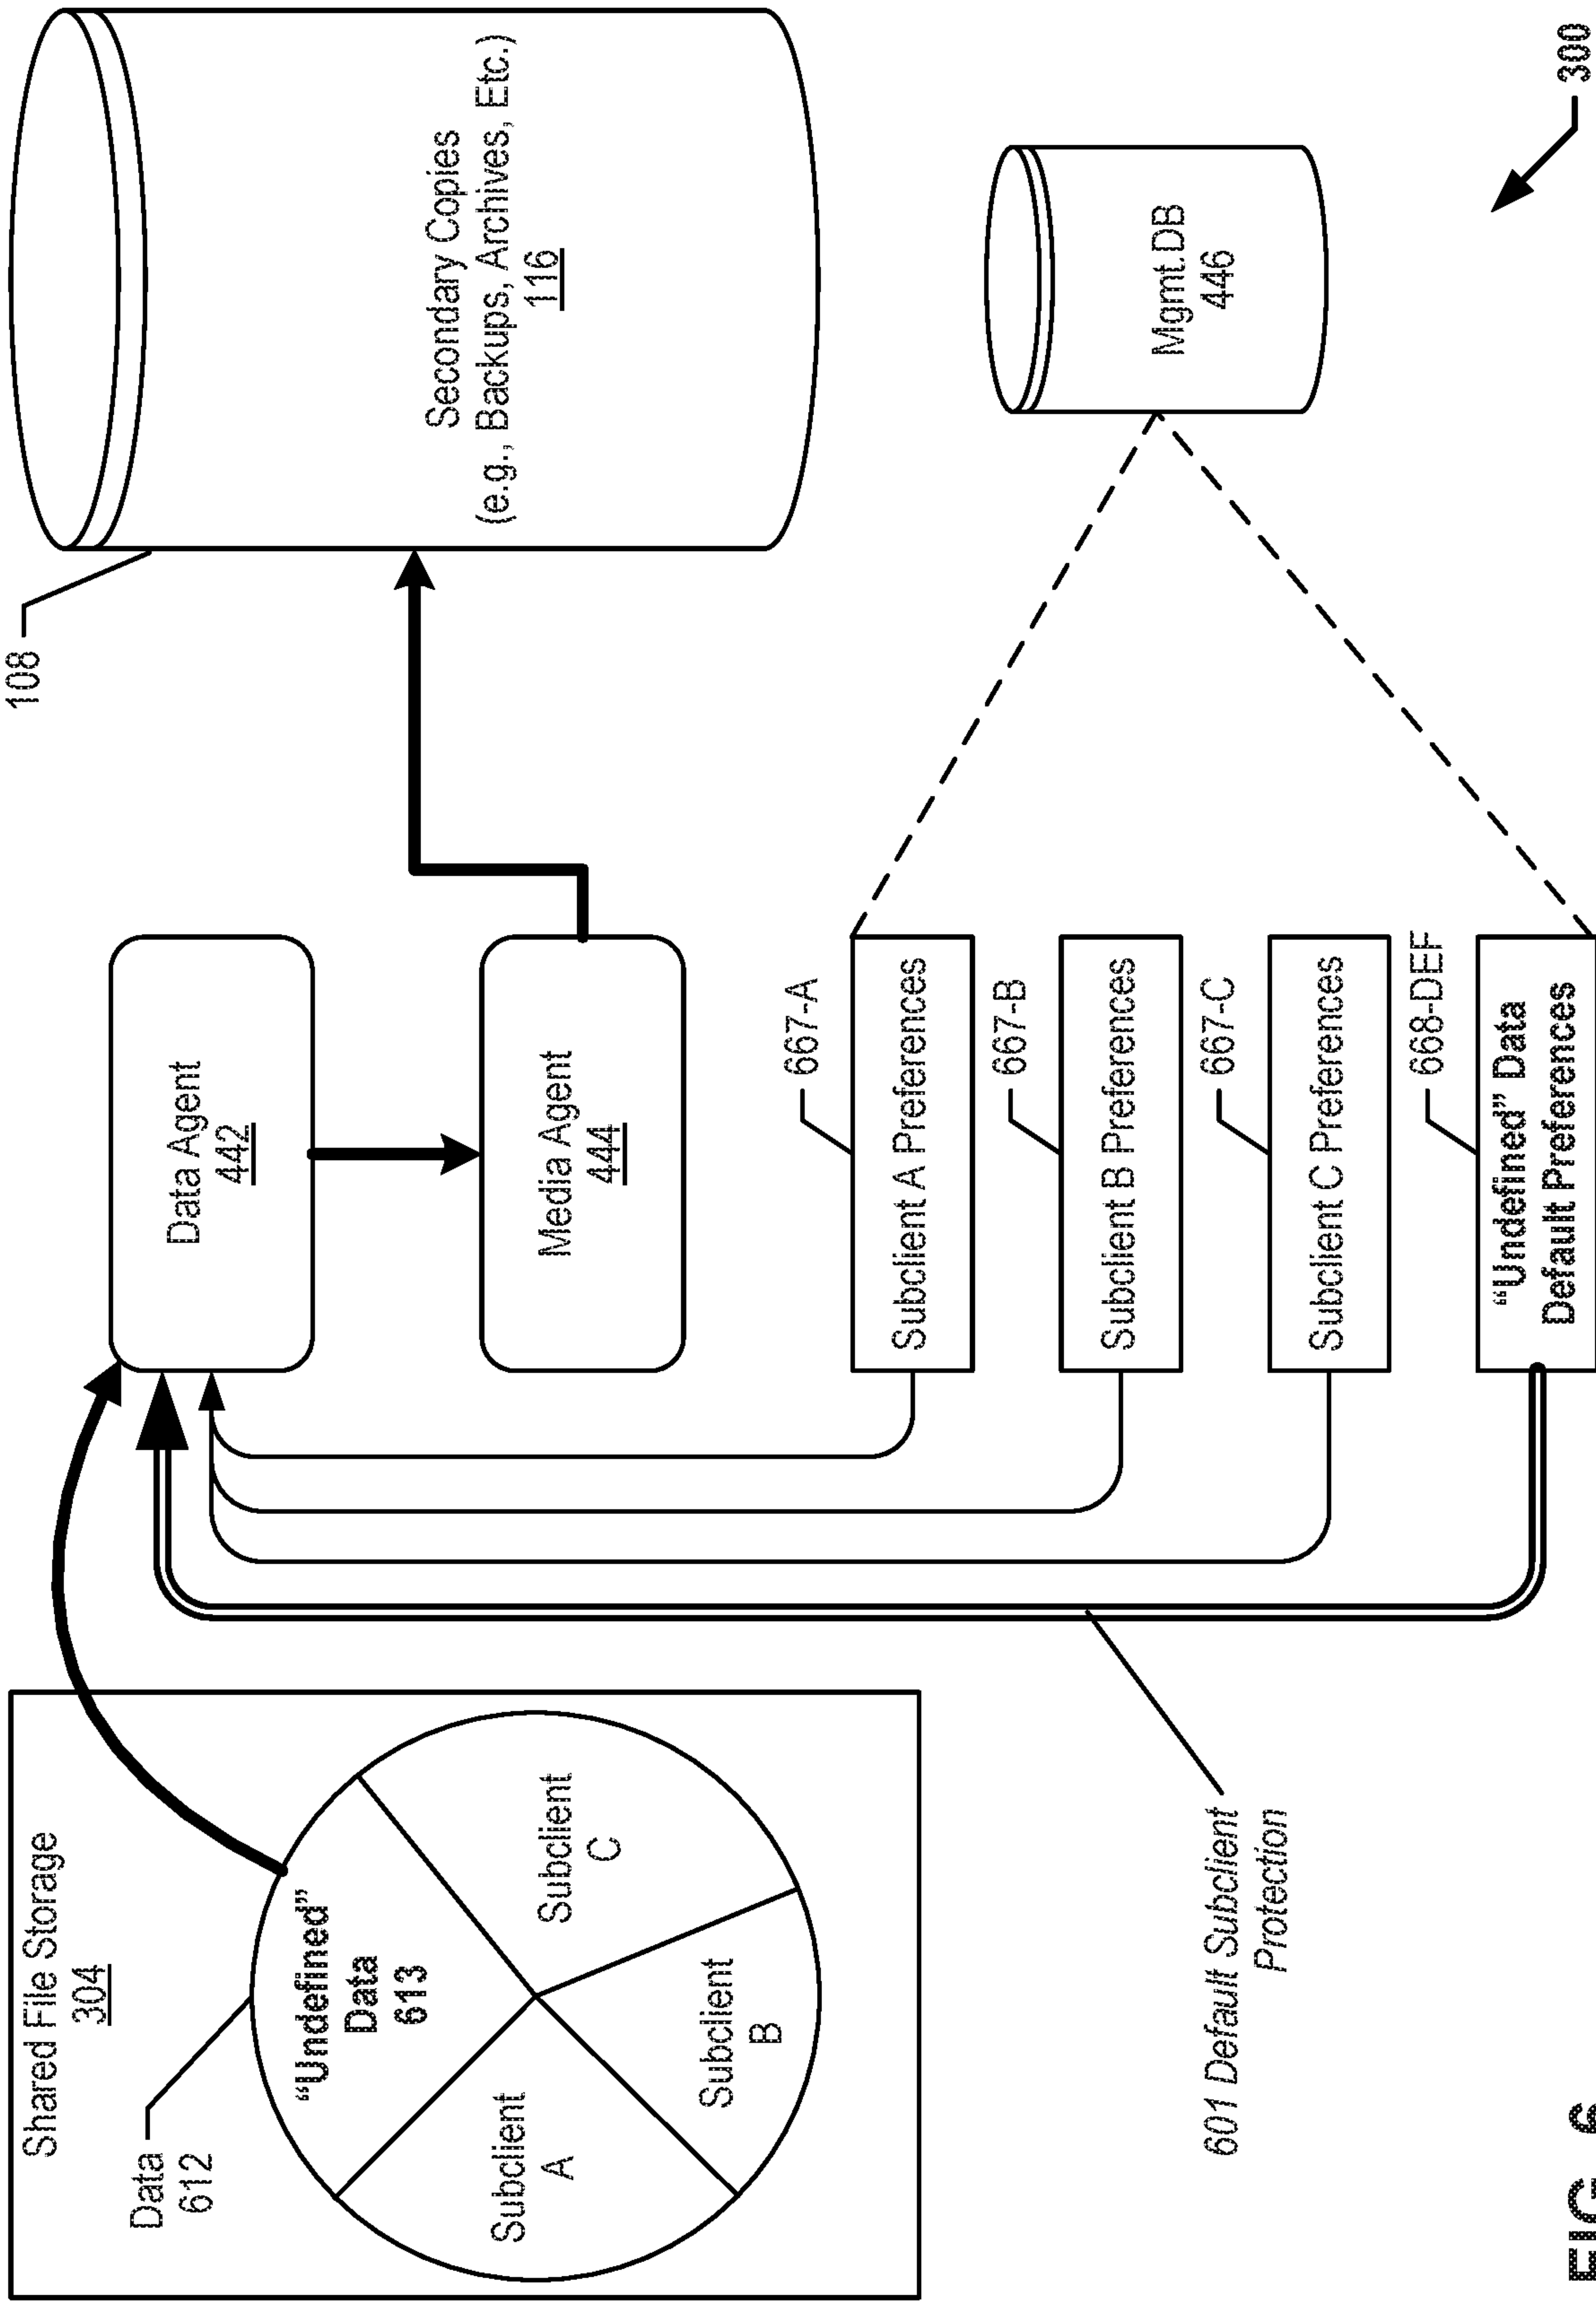 Shared File Storage
304
Data
612
“Undefined”
Data
613
Subclient
A
Subclient
B
Subclient
C
601 Default Subclient
Protection
Data Agent
442
Media Agent
444
667-A
Subclient A Preferences
667-B
Subclient B Preferences
667-C
Subclient C Preferences
668-DEF
“Undefined” Data
Default Preferences
108
Secondary Copies
(e.g., Backups, Archives, Etc.)
116
Mgmt.DB
446
300
FIG. 6